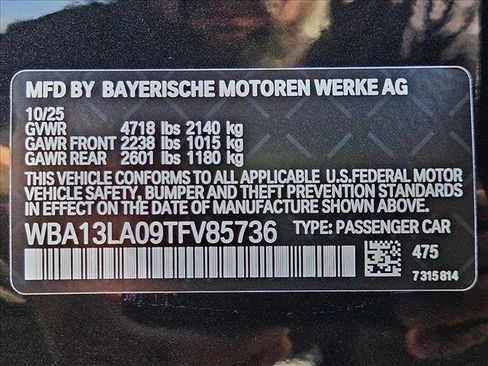 MFD BY BAYERISCHE MOTOREN WERKE AG
10/25
GVWR 4718 lbs 2140 kg
GAWR FRONT 2238 lbs 1015 kg
GAWR REAR 2601 lbs 1180 kg
THIS VEHICLE CONFORMS TO ALL APPLICABLE U.S.FEDERAL MOTOR
VEHICLE SAFETY, BUMPER AND THEFT PREVENTION STANDARDS
IN EFFECT ON THE DATE OF MANUFACTURE SHOWN ABOVE.
WBA13LA09TFV85736 TYPE: PASSENGER CAR
475
7 315 814